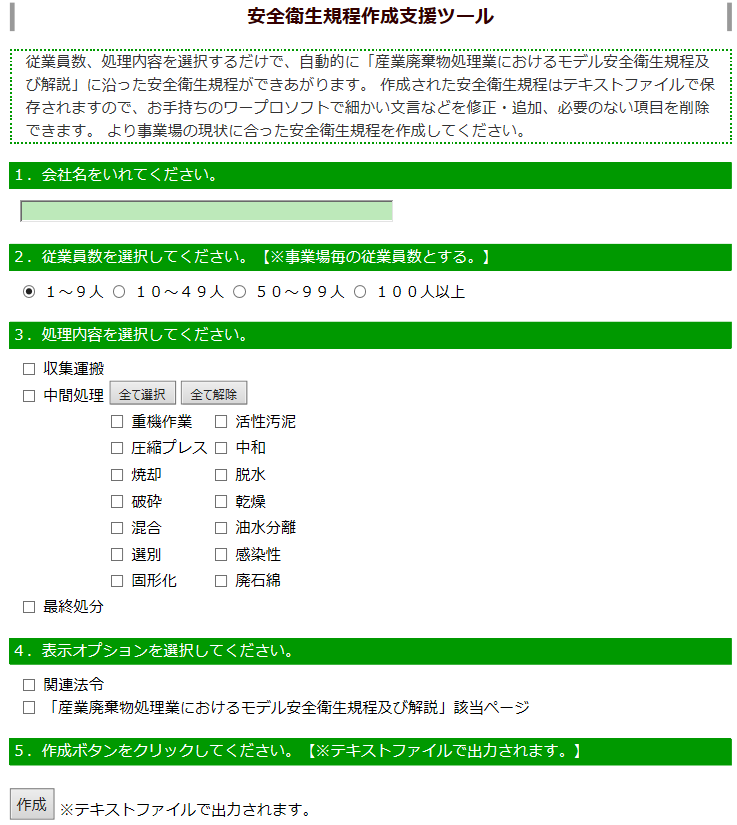 安全衛生規程作成支援ツール
従業員数、処理内容を選択するだけで、自動的に「産業廃棄物処理業におけるモデル安全衛生規程及
び解説」に沿った安全衛生規程ができあがります。 作成された安全衛生規程はテキストファイルで保
存されますので、お手持ちのワープロソフトで細かい文言などを修正・追加、必要のない項目を削除
できます。 より事業場の現状に合った安全衛生規程を作成してください。
１．会社名をいれてください。
２．従業員数を選択してください。【※事業場毎の従業員数とする。】
１～９人 １０～４９人 ５０～９９人 １００人以上
３．処理内容を選択してください。
収集運搬
中間処理 全て選択 全て解除
重機作業 活性汚泥
圧縮プレス 中和
焼却 脱水
破砕 乾燥
混合 油水分離
選別 感染性
固形化 廃石綿
最終処分
４．表示オプションを選択してください。
関連法令
「産業廃棄物処理業におけるモデル安全衛生規程及び解説」該当ページ
５．作成ボタンをクリックしてください。【※テキストファイルで出力されます。】
作成 ※テキストファイルで出力されます。